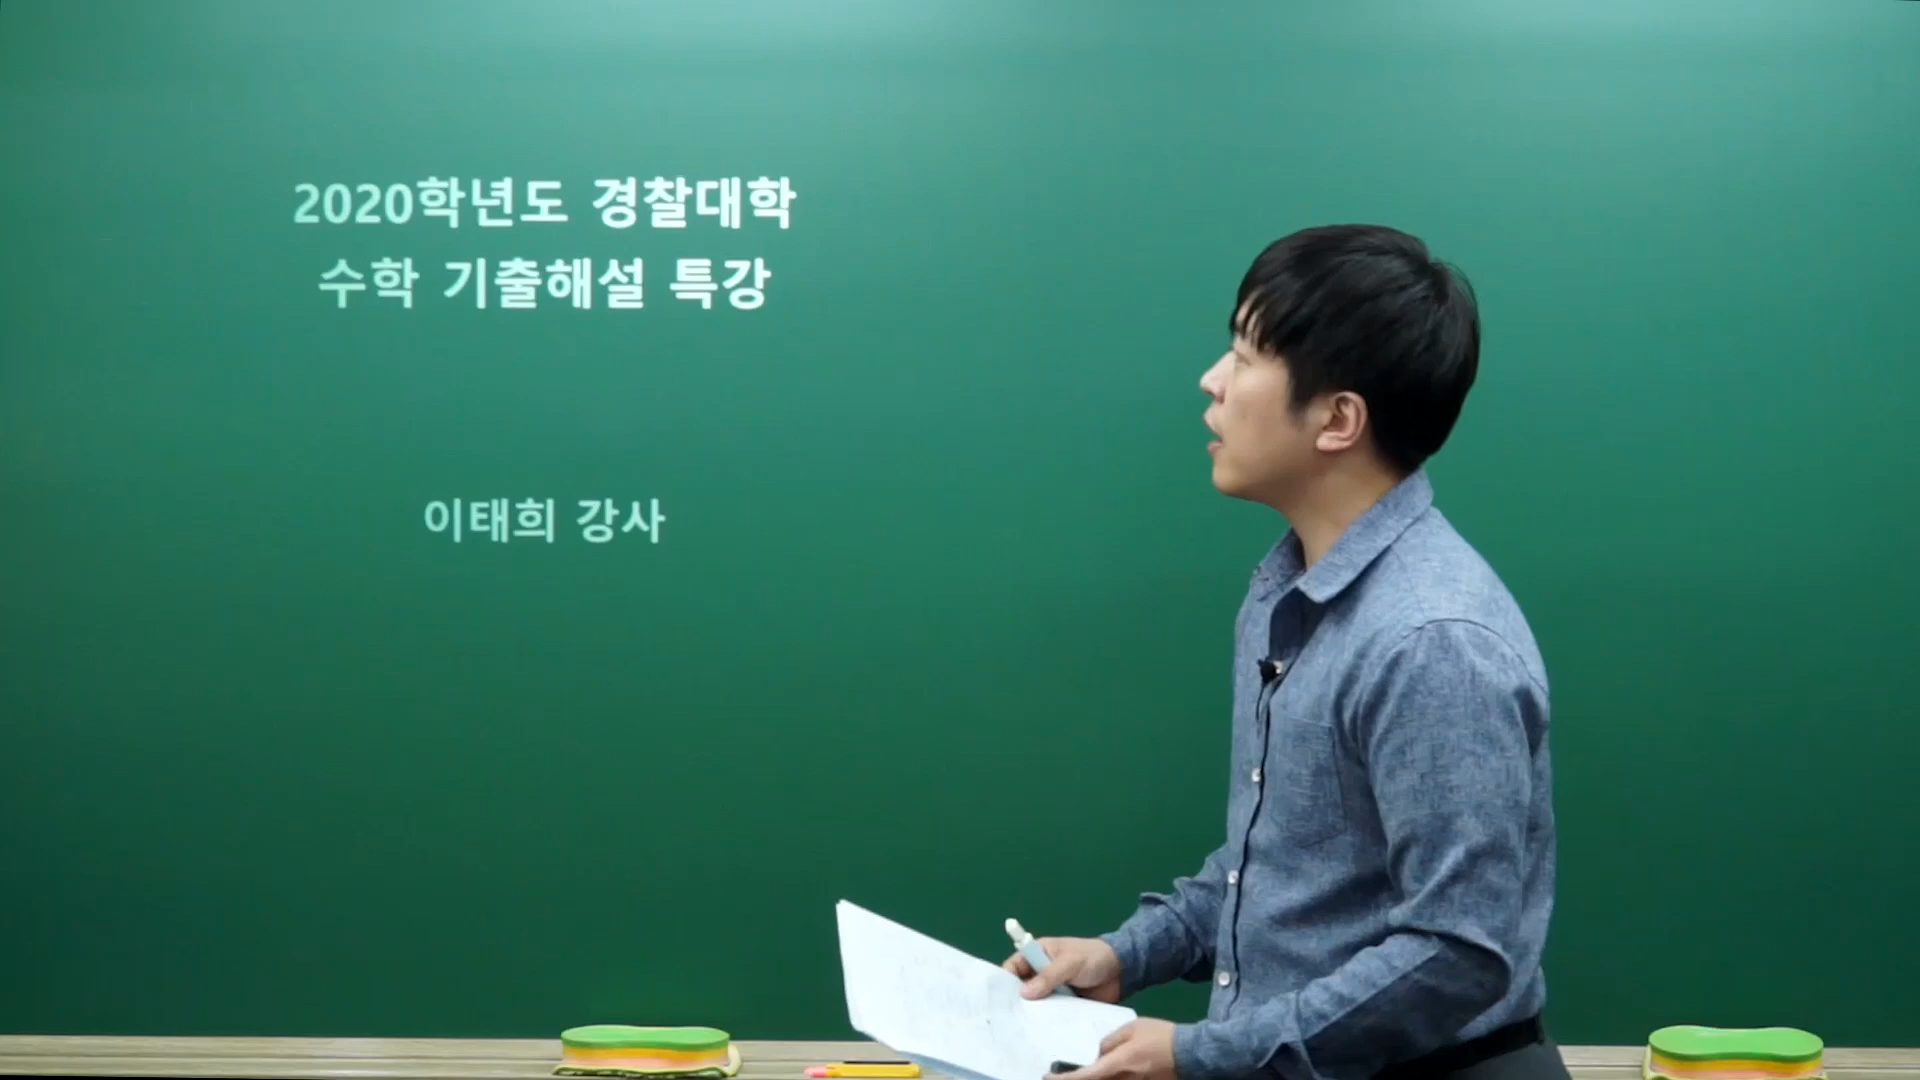 2020학년도 경찰대학
수학 기출해설 특강
이태희 강사